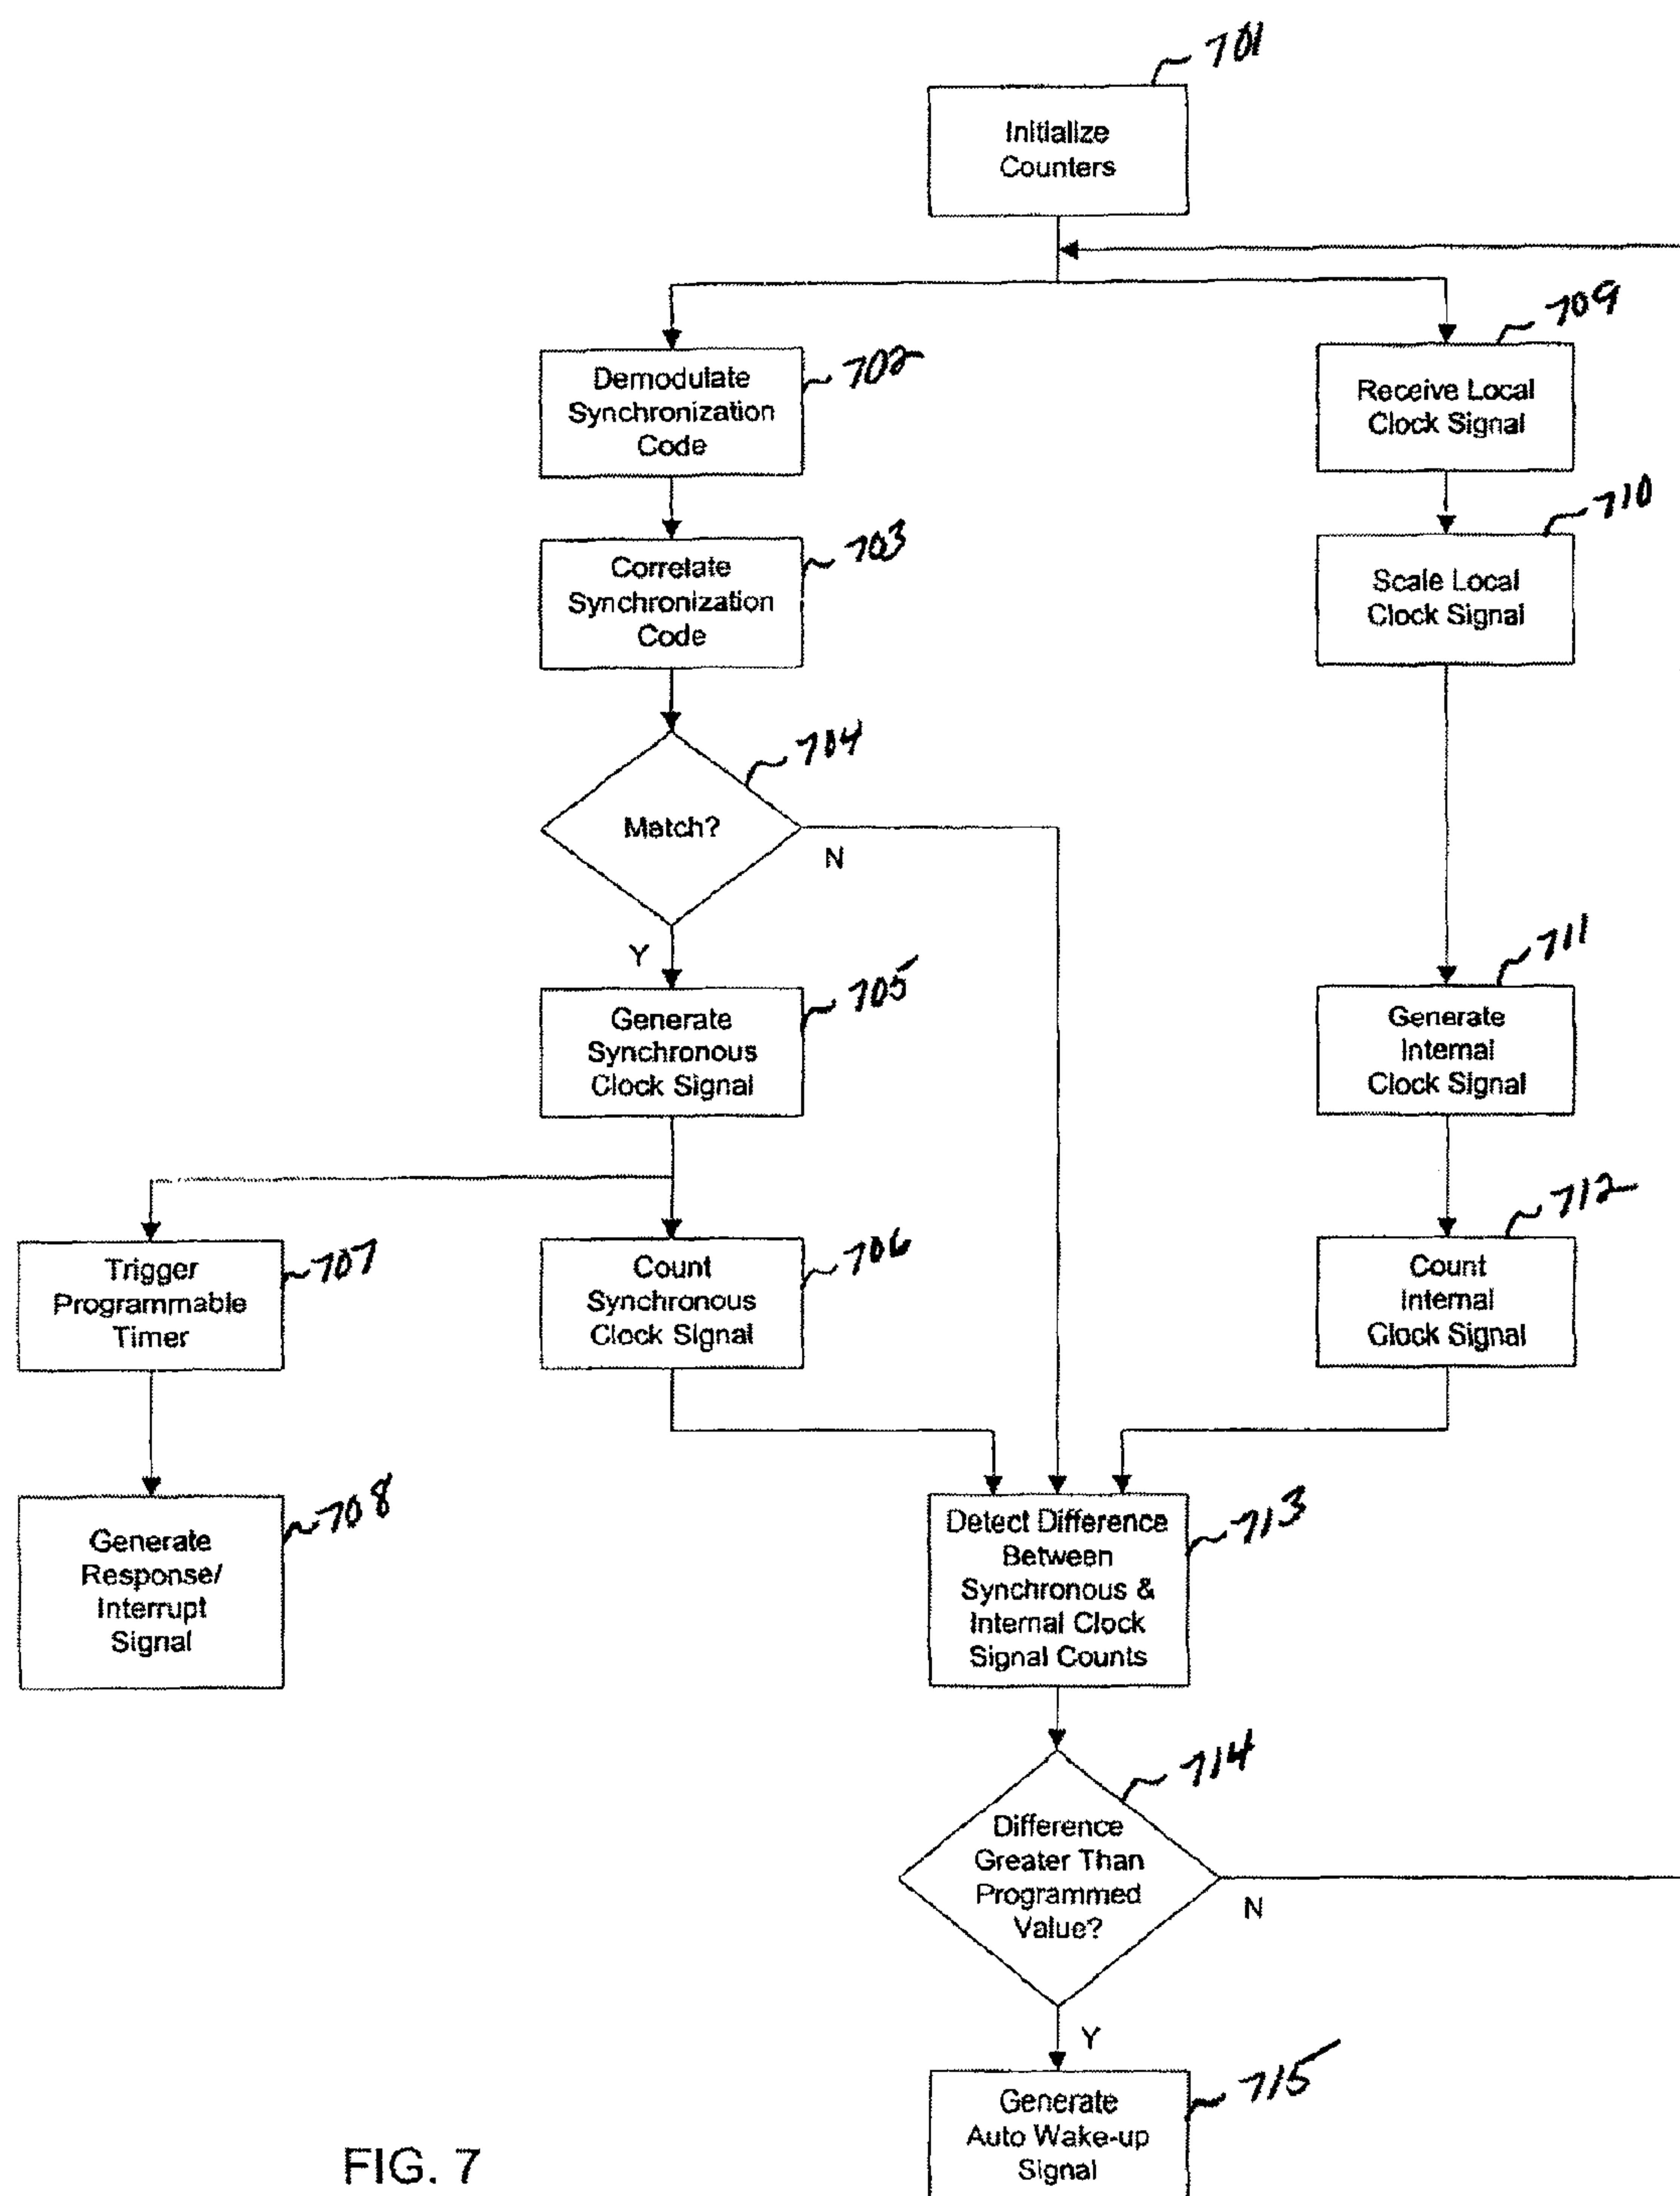 701
Initialize
Counters
709
702
Demodulate
Synchronization
Code
Receive Local
Clock Signal
710
703
Correlate
Synchronization
Code
Scale Local
Clock Signal
704
Match?
N
Y
705
Generate
Synchronous
Clock Signal
711
Generate
Internal
Clock Signal
712
707
Trigger
Programmable
Timer
706
Count
Synchronous
Clock Signal
Count
Internal
Clock Signal
708
Generate
Response/
Interrupt
Signal
713
Detect Difference
Between
Synchronous &
Internal Clock
Signal Counts
714
Difference
Greater Than
Programmed
Value?
N
Y
715
Generate
Auto Wake-up
Signal
FIG. 7